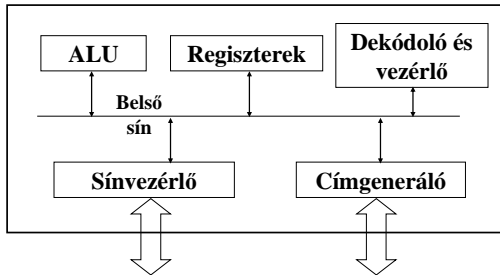 ALU
Regiszterek
Dekódoló és
vezérlő
Belső
sín
Sínvezérlő
Címgeneráló